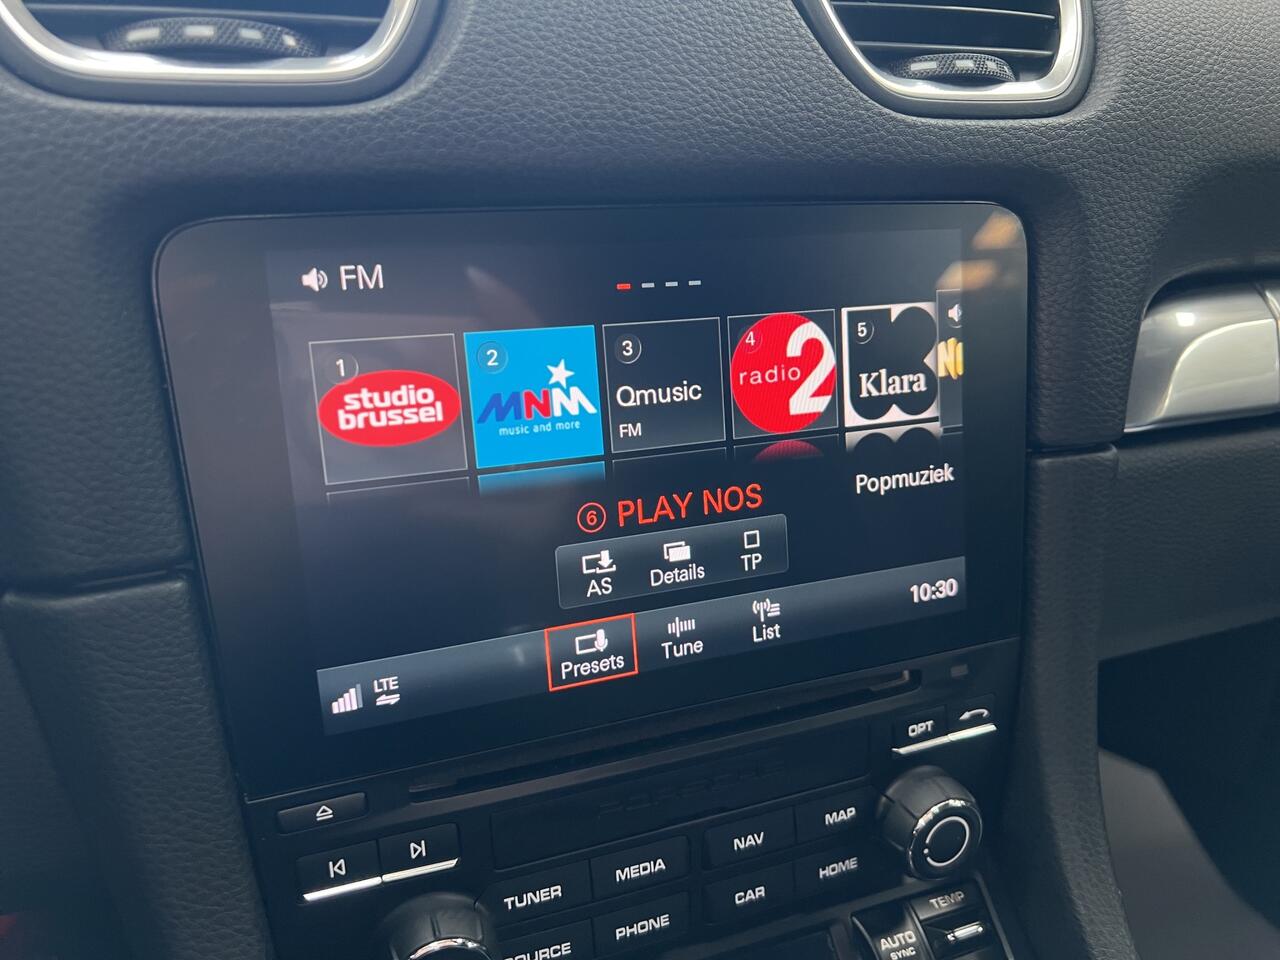 FM
1
studio
brussel
2
MNM
music and more
3
Qmusic
FM
4
radio 2
5
Klara
Popmuziek
6 PLAY NOS
AS
Details
TP
10:30
LTE
Presets
Tune
List
OPT
TUNER
MEDIA
NAV
MAP
PHONE
CAR
HOME
TEMP
AUTO
SYNC